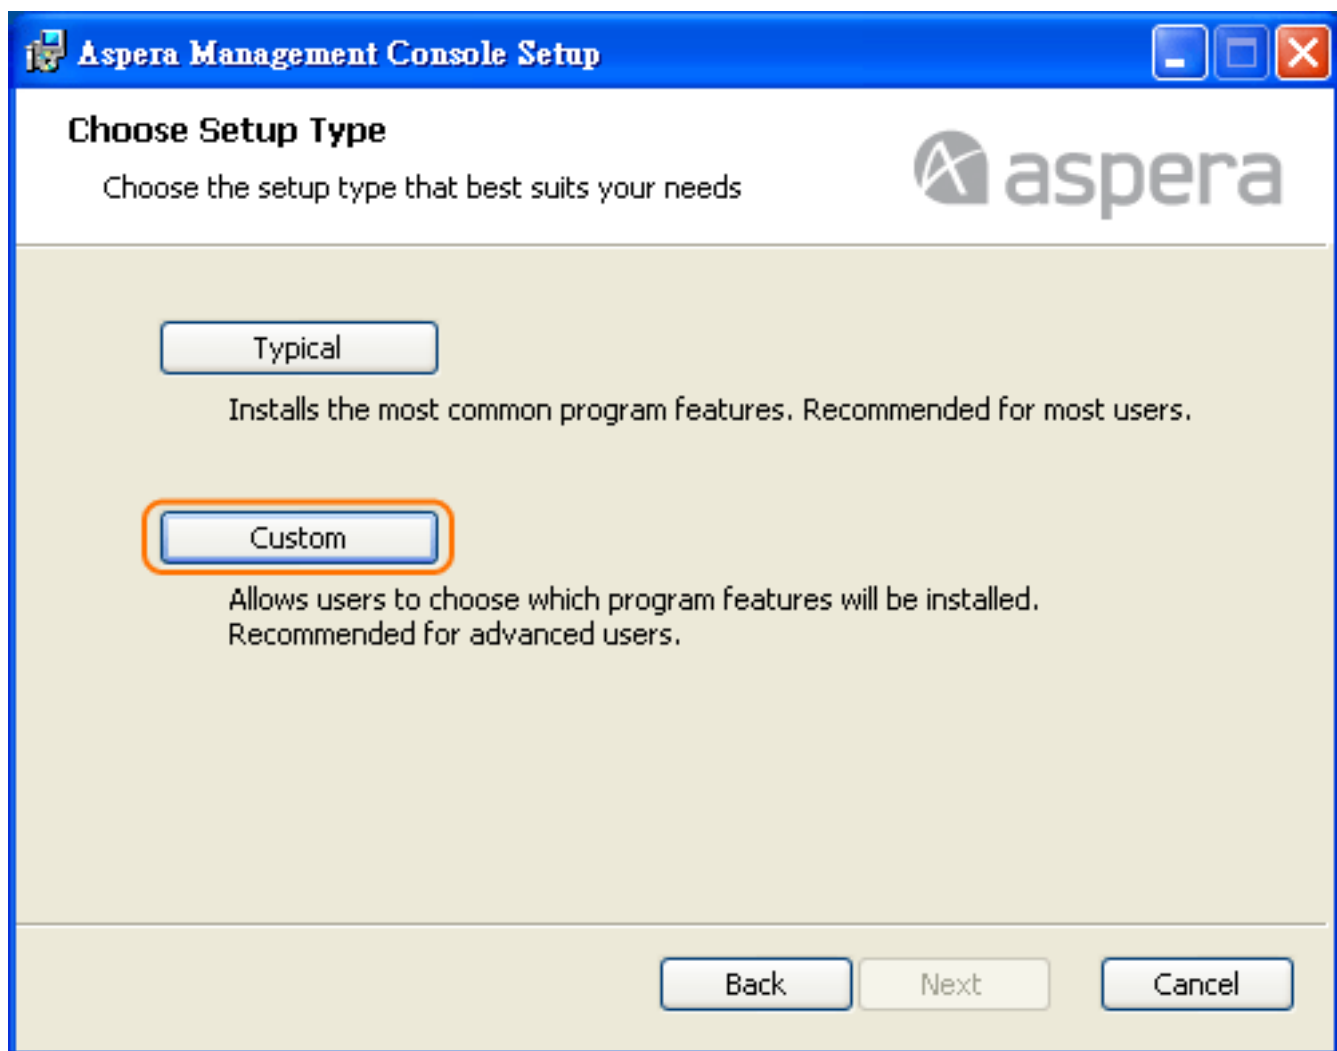 Aspera Management Console Setup
Choose Setup Type
Choose the setup type that best suits your needs
aspera
Typical
Installs the most common program features. Recommended for most users.
Custom
Allows users to choose which program features will be installed.
Recommended for advanced users.
Back
Next
Cancel